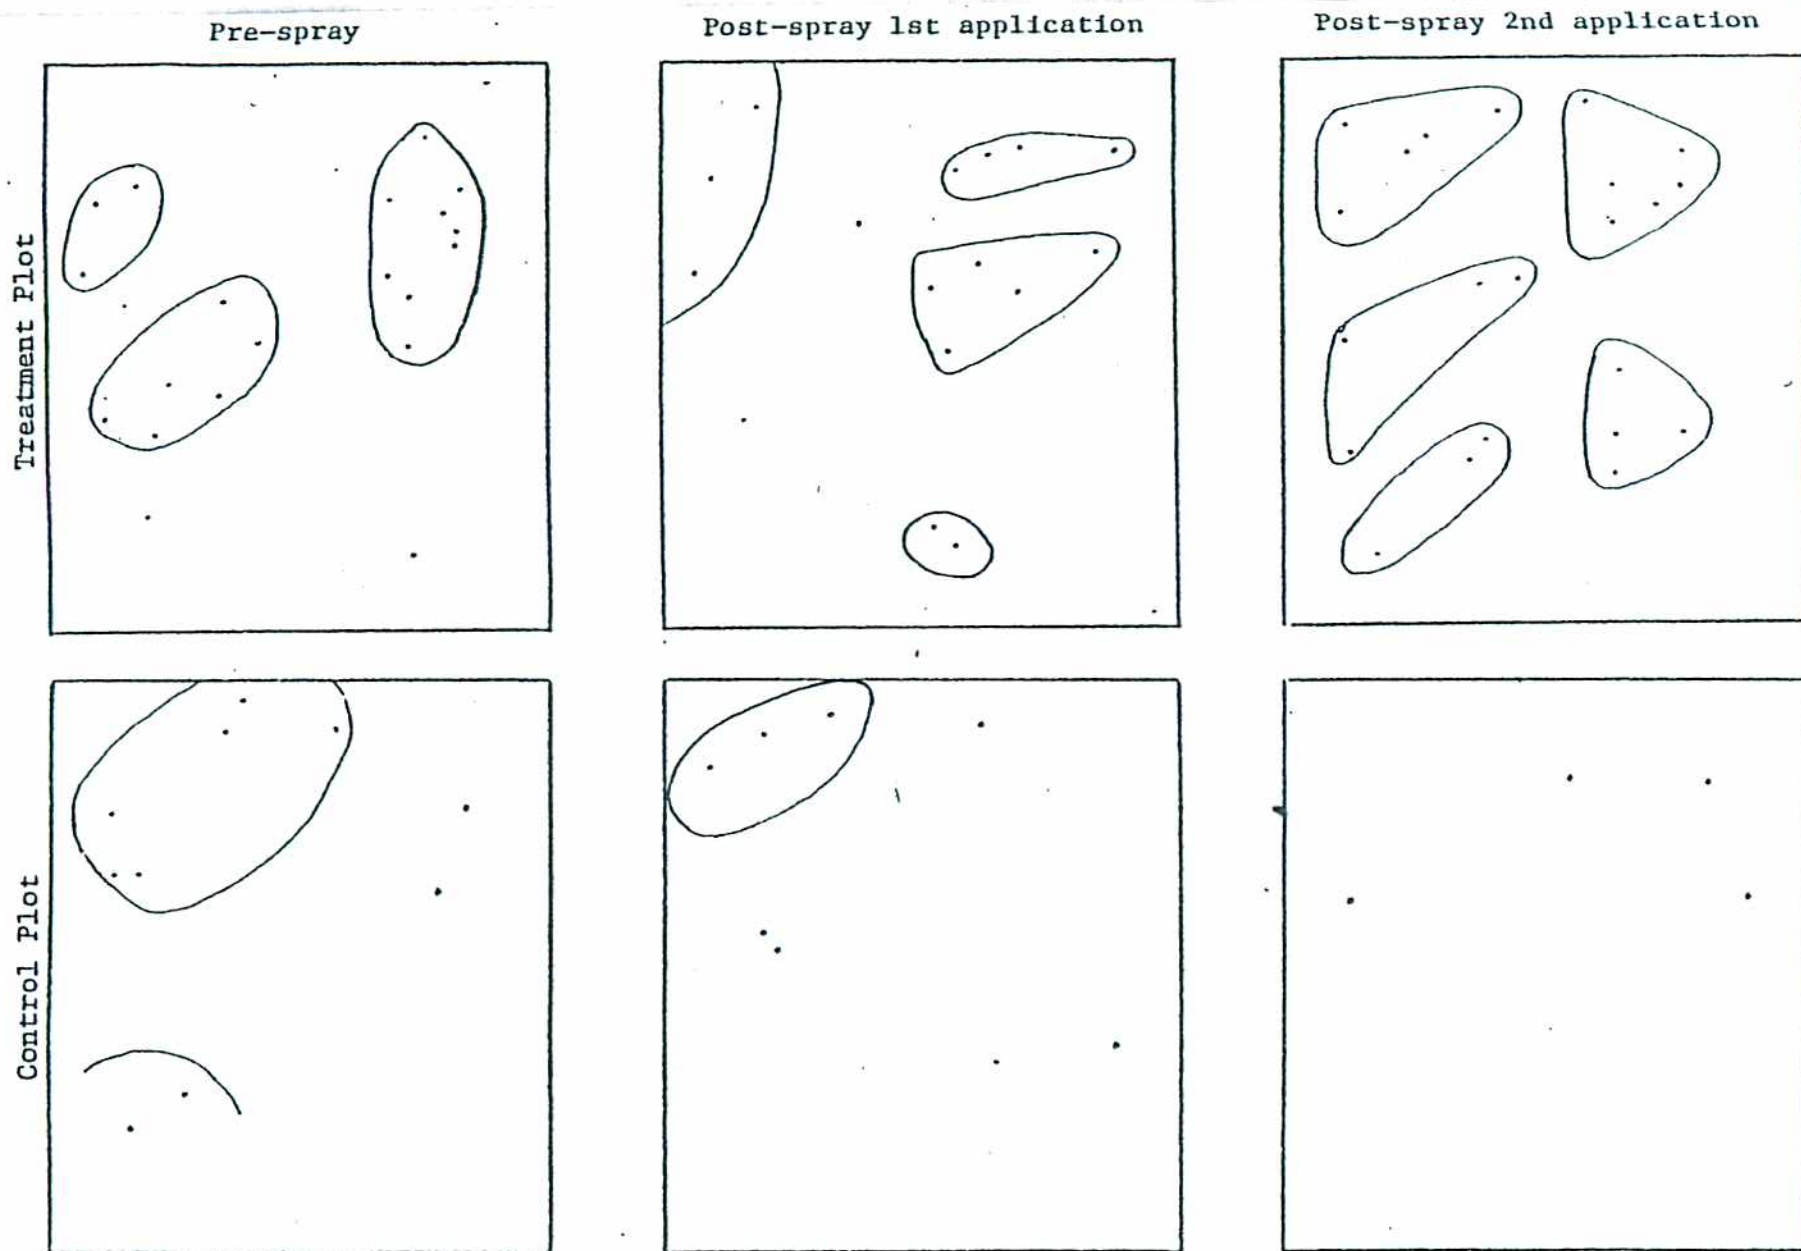 Pre-spray
Post-spray 1st application
Post-spray 2nd application
Treatment Plot
Control Plot